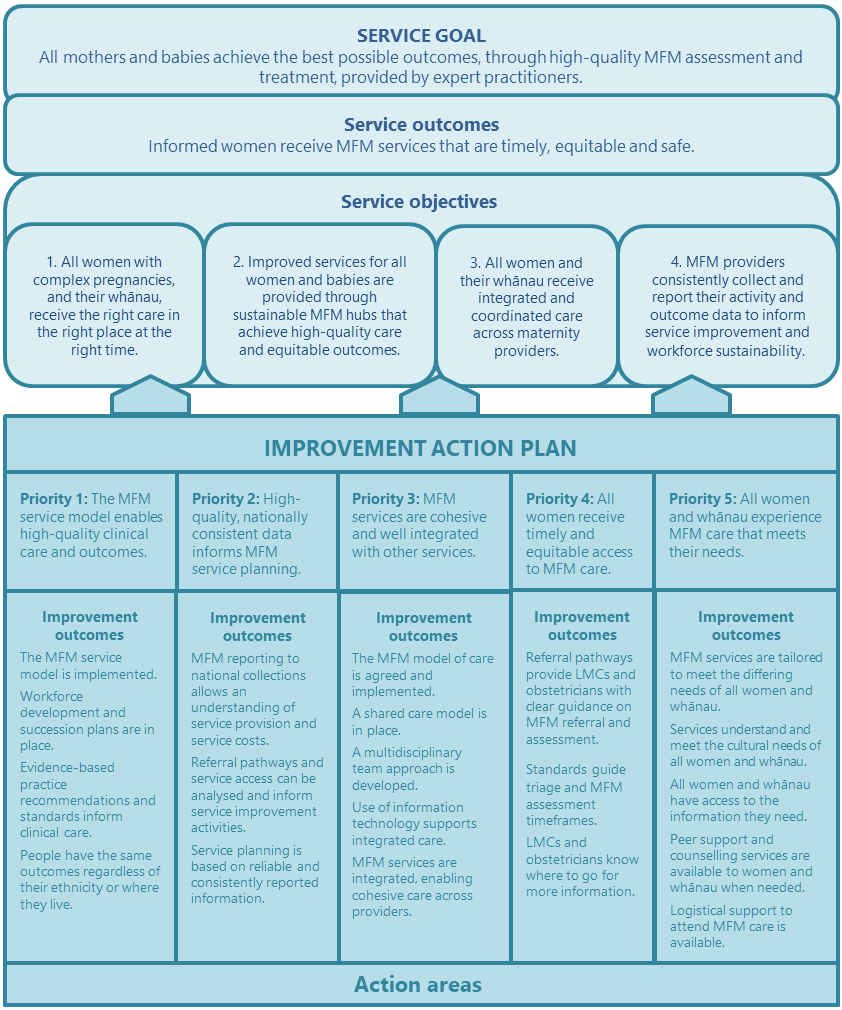 SERVICE GOAL
All mothers and babies achieve the best possible outcomes, through high-quality MFM assessment and
treatment, provided by expert practitioners.
Service outcomes
Informed women receive MFM services that are timely, equitable and safe.
Service objectives
1. All women with
complex pregnancies,
and their whānau,
receive the right care in
the right place at the
right time.
2. Improved services for all
women and babies are
provided through
sustainable MFM hubs that
achieve high-quality care
and equitable outcomes.
3. All women and
their whānau receive
integrated and
coordinated care
across maternity
providers.
4. MFM providers
consistently collect and
report their activity and
outcome data to inform
service improvement and
workforce sustainability.
IMPROVEMENT ACTION PLAN
Priority 1: The MFM
service model enables
high-quality clinical
care and outcomes.
Priority 2: High-
quality, nationally
consistent data
informs MFM
service planning.
Priority 3: MFM
services are cohesive
and well integrated
with other services.
Priority 4: All
women receive
timely and
equitable access
to MFM care.
Priority 5: All women
and whānau experience
MFM care that meets
their needs.
Improvement
outcomes
The MFM service
model is implemented.
Workforce
development and
succession plans are in
place.
Evidence-based
practice
recommendations and
standards inform
clinical care.
People have the same
outcomes regardless of
their ethnicity or where
they live.
Improvement
outcomes
MFM reporting to
national collections
allows an
understanding of
service provision and
service costs.
Referral pathways and
service access can be
analysed and inform
service improvement
activities.
Service planning is
based on reliable and
consistently reported
information.
Improvement
outcomes
The MFM model of care
is agreed and
implemented.
A shared care model is
in place.
A multidisciplinary
team approach is
developed.
Use of information
technology supports
integrated care.
MFM services are
integrated, enabling
cohesive care across
providers.
Improvement
outcomes
Referral pathways
provide LMCs and
obstetricians with
clear guidance on
MFM referral and
assessment.
Standards guide
triage and MFM
assessment
timeframes.
LMCs and
obstetricians know
where to go for
more information.
Improvement
outcomes
MFM services are tailored
to meet the differing
needs of all women and
whānau.
Services understand and
meet the cultural needs of
all women and whānau.
All women and whānau
have access to the
information they need.
Peer support and
counselling services are
available to women and
whānau when needed.
Logistical support to
attend MFM care is
available.
Action areas